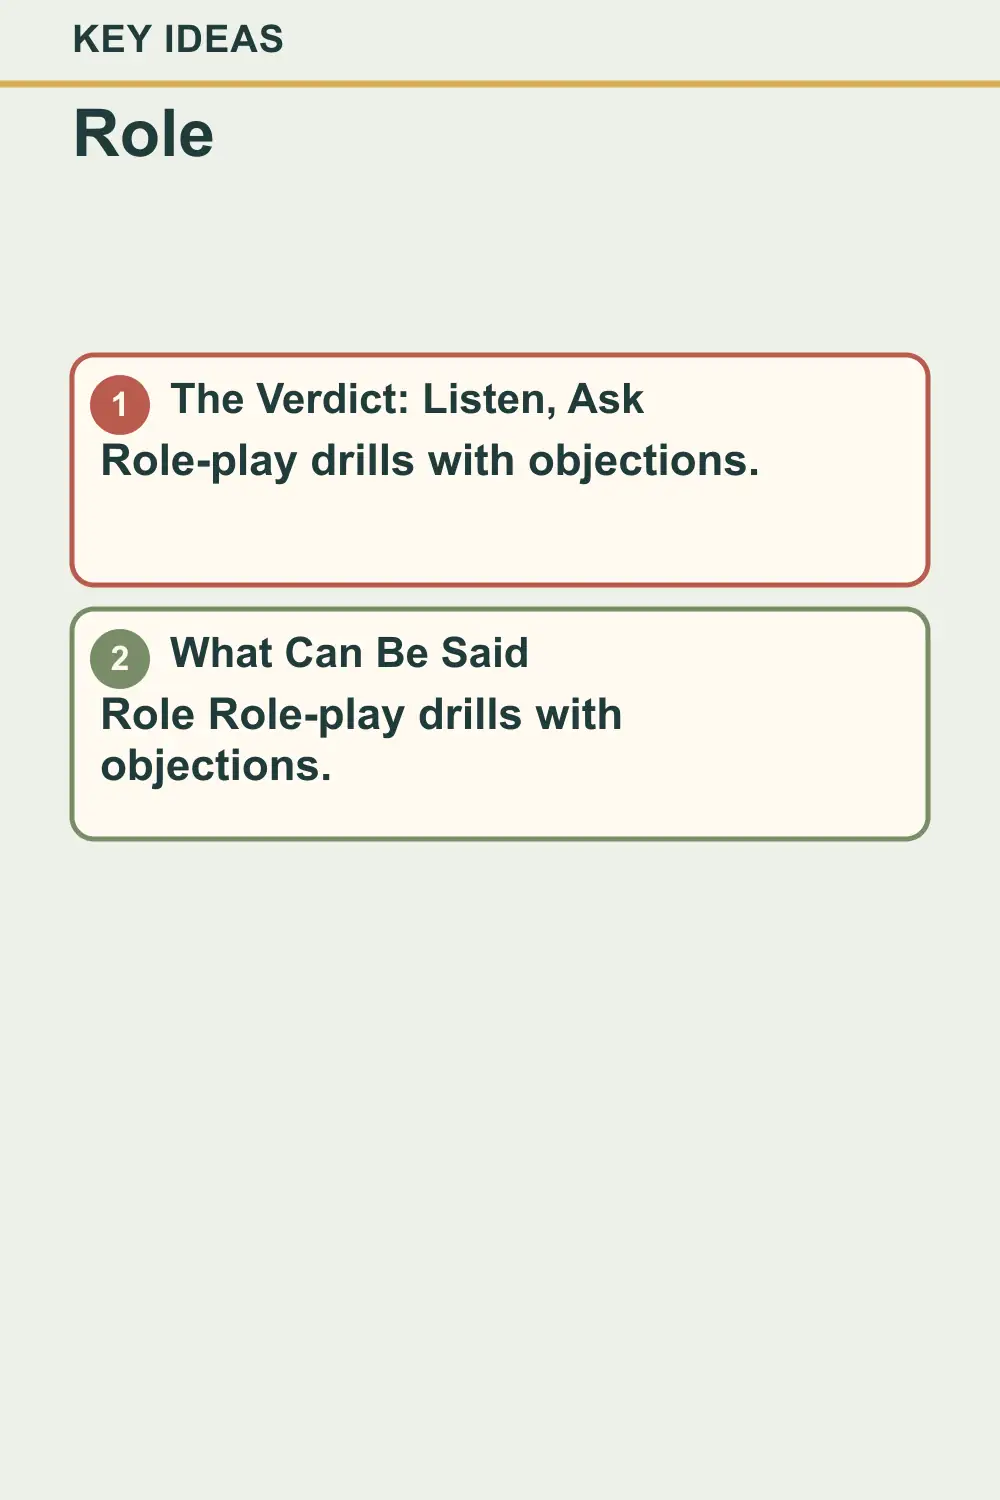 KEY IDEAS
Role
1
The Verdict: Listen, Ask
Role-play drills with objections.
2
What Can Be Said
Role Role-play drills with
objections.